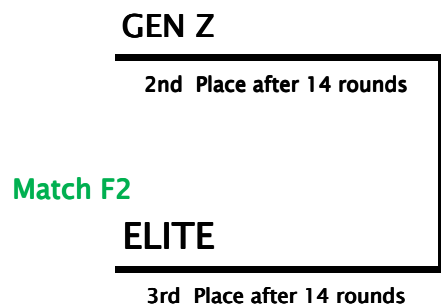 GEN Z
2nd  Place after 14 rounds
Match F2
ELITE
3rd  Place after 14 rounds